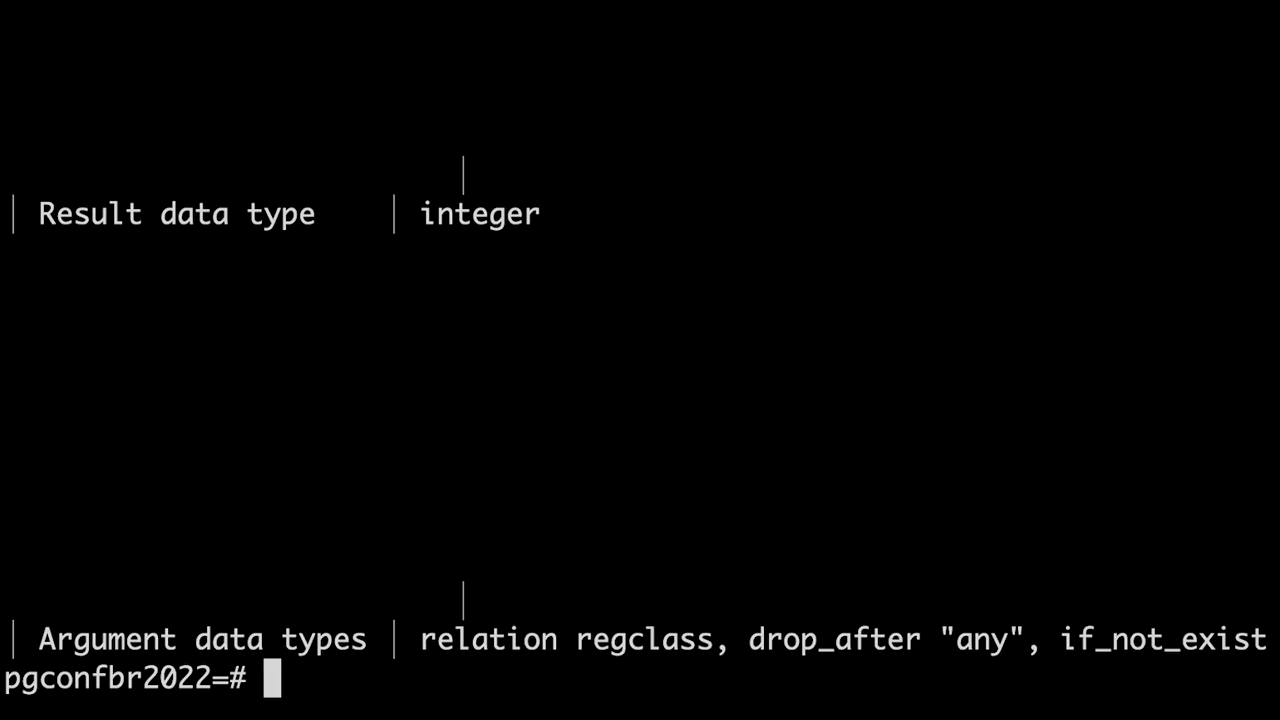 │
│ Result data type │ integer
│
│ Argument data types │ relation regclass, drop_after "any", if_not_exist
pgconfbr2022=#